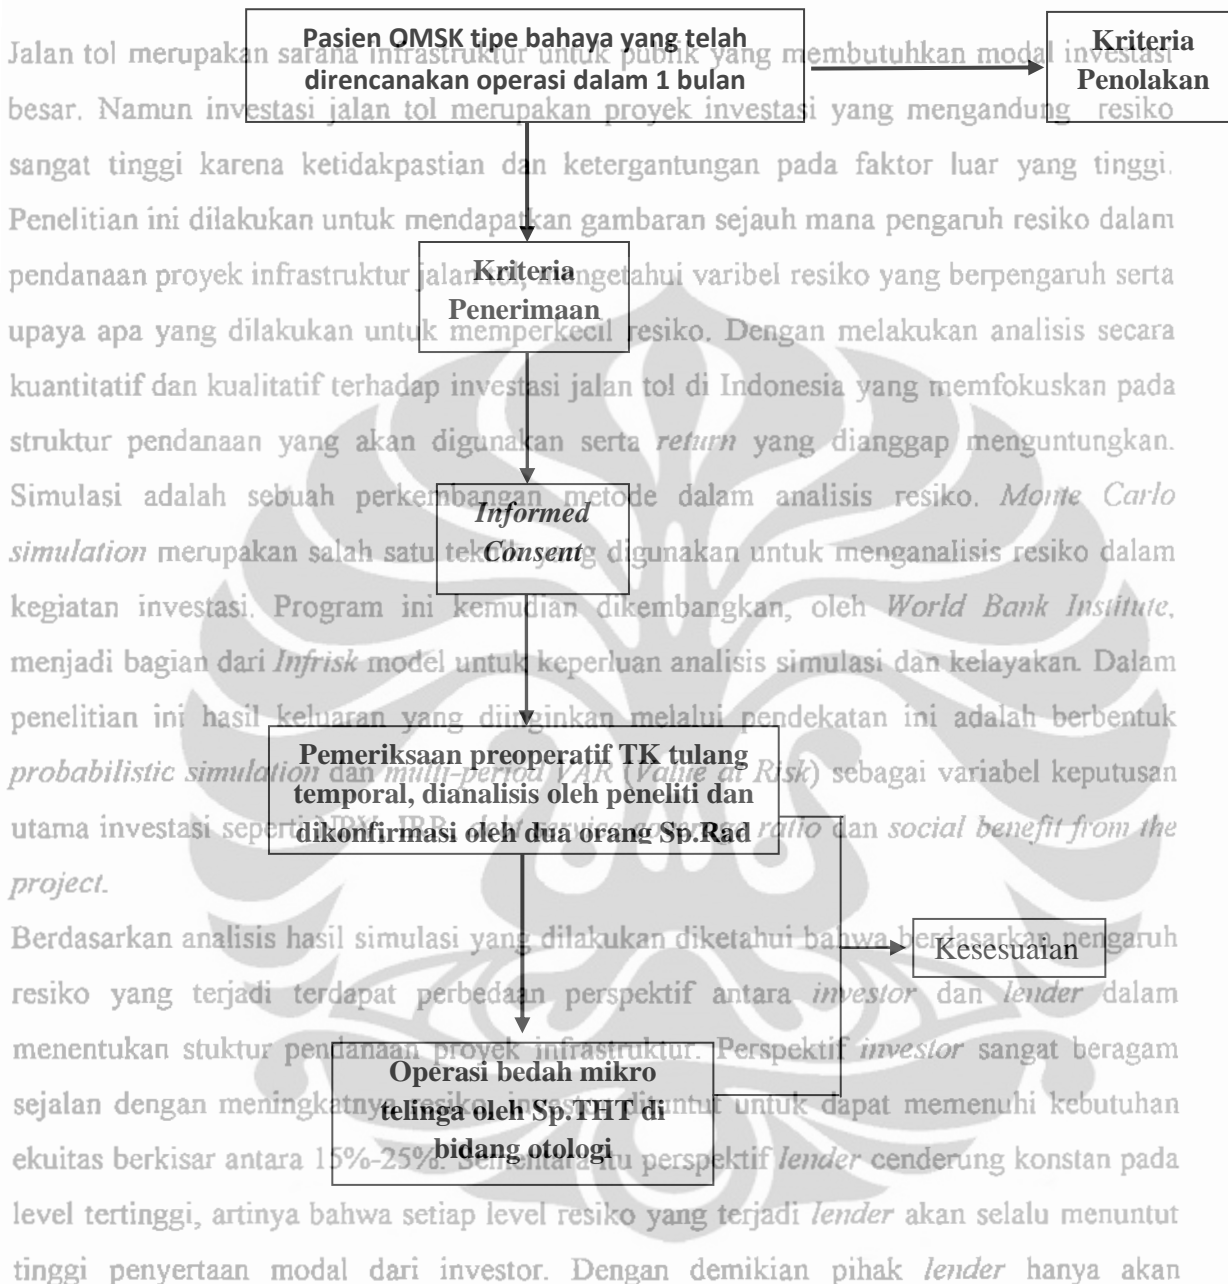 Pasien OMSK tipe bahaya yang telah
direncanakan operasi dalam 1 bulan
Kriteria
Penolakan
Kriteria
Penerimaan
Informed
Consent
Pemeriksaan preoperatif TK tulang
temporal, dianalisis oleh peneliti dan
dikonfirmasi oleh dua orang Sp.Rad
Kesesuaian
Operasi bedah mikro
telinga oleh Sp.THT di
bidang otologi
Jalan tol merupakan sarana infrastruktur untuk publik yang membutuhkan modal investasi
besar. Namun investasi jalan tol merupakan proyek investasi yang mengandung resiko
sangat tinggi karena ketidakpastian dan ketergantungan pada faktor luar yang tinggi.
Penelitian ini dilakukan untuk mendapatkan gambaran sejauh mana pengaruh resiko dalam
pendanaan proyek infrastruktur jalan tol, mengetahui varibel resiko yang berpengaruh serta
upaya apa yang dilakukan untuk memperkecil resiko. Dengan melakukan analisis secara
kuantitatif dan kualitatif terhadap investasi jalan tol di Indonesia yang memfokuskan pada
struktur pendanaan yang akan digunakan serta return yang dianggap menguntungkan.
Simulasi adalah sebuah perkembangan metode dalam analisis resiko. Monte Carlo
simulation merupakan salah satu digunakan untuk menganalisis resiko dalam
kegiatan investasi. Program ini kemudian dikembangkan, oleh World Bank Institute,
menjadi bagian dari Infrisk model untuk keperluan analisis simulasi dan kelayakan. Dalam
penelitian ini hasil keluaran yang diinginkan melalui pendekatan ini adalah berbentuk
probabilistic simulation dan multi-period VAR (Value at Risk) sebagai variabel keputusan
utama investasi ratio dan social benefit from the
project.
Berdasarkan analisis hasil simulasi yang dilakukan diketahui bahwa berdasarkan pengaruh
resiko yang terjadi terdapat perbedaan perspektif antara investor dan lender dalam
menentukan stuktur pendanaan proyek infrastruktur. Perspektif investor sangat beragam
sejalan dengan meningkatnya resiko, investor dituntut untuk dapat memenuhi kebutuhan
ekuitas berkisar antara 15%-25%. Sementara itu perspektif lender cenderung konstan pada
level tertinggi, artinya bahwa setiap level resiko yang terjadi lender akan selalu menuntut
tinggi penyertaan modal dari investor. Dengan demikian pihak lender hanya akan